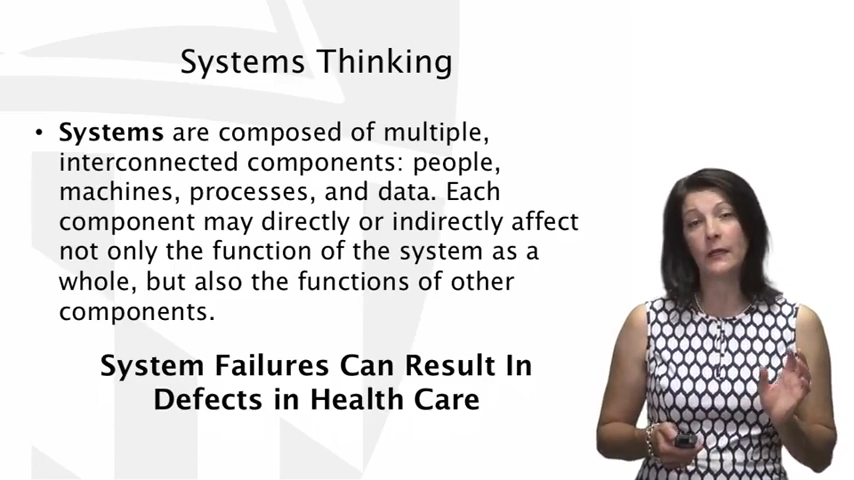 Systems Thinking
• Systems are composed of multiple,
interconnected components: people,
machines, processes, and data. Each
component may directly or indirectly affect
not only the function of the system as a
whole, but also the functions of other
components.
System Failures Can Result In
Defects in Health Care